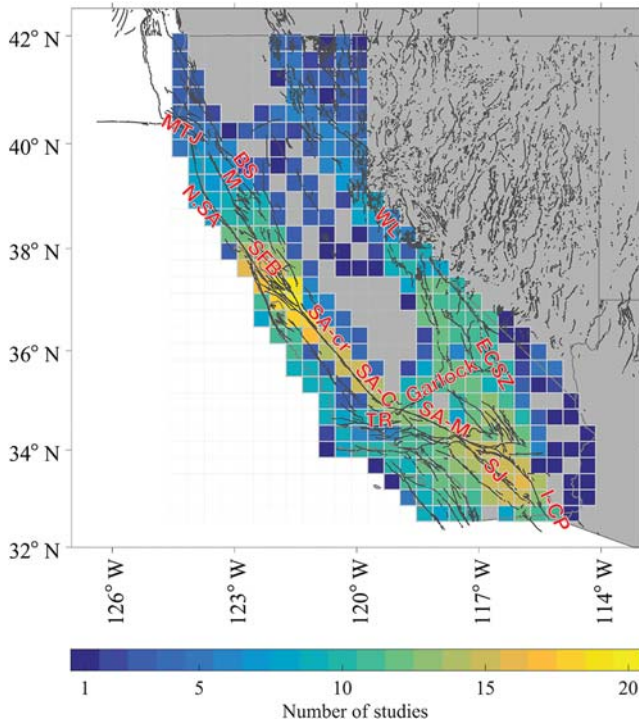 42° N
40° N
38° N
36° N
34° N
32° N
MTJ
BS
M
N-SA
WL
SFB
SA-cr
ECSZ
SA-C
Garlock
TR
SA-M
SJ
I-CP
126° W
123° W
120° W
117° W
114° W
1 5 10 15 20
Number of studies